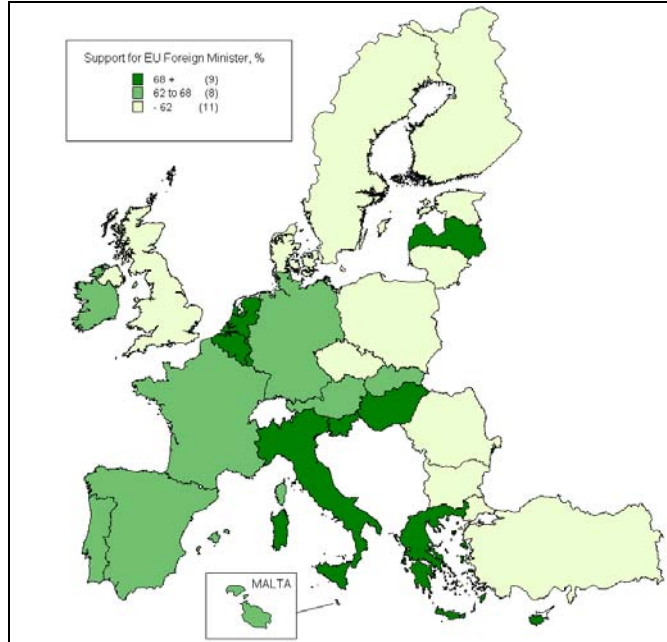 Support for EU Foreign Minister, %
68 + (9)
62 to 68 (8)
- 62 (11)
MALTA